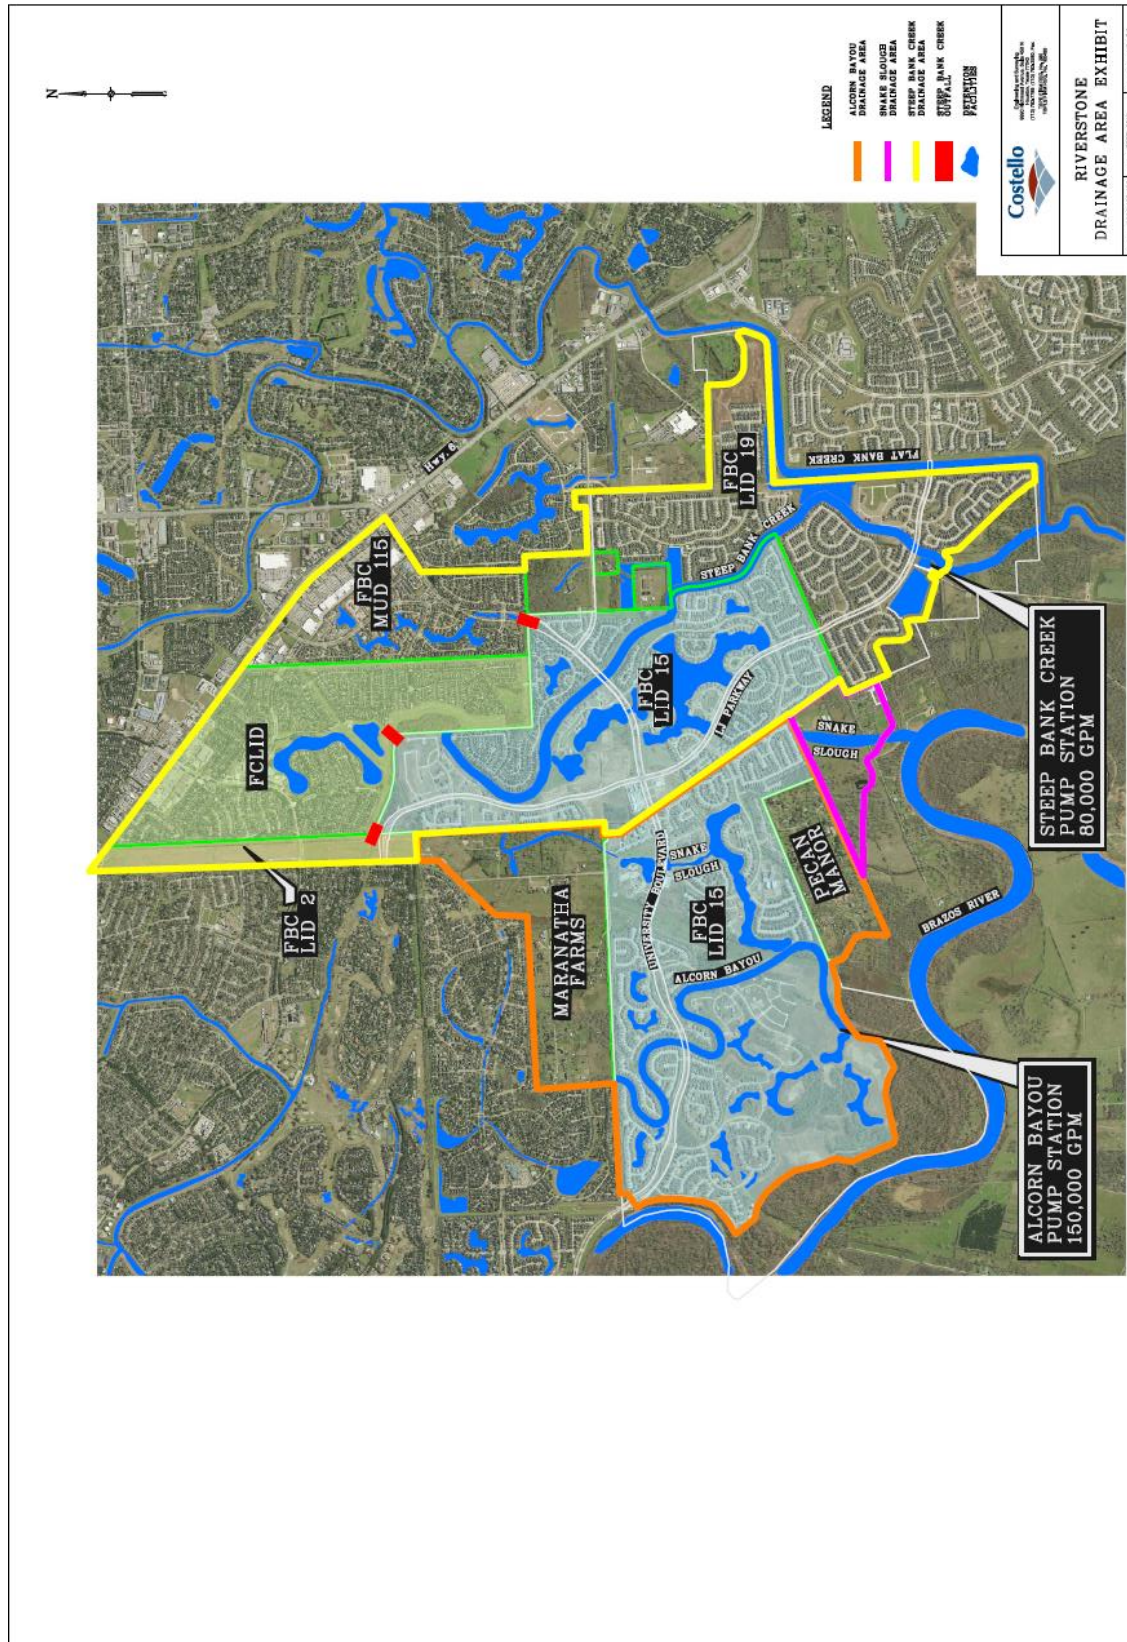 N
LEGEND
ALCORN BAYOU
DRAINAGE AREA
SNAKE SLOUGH
DRAINAGE AREA
STEEP BANK CREEK
DRAINAGE AREA
STEEP BANK CREEK
OUTFALL
DETENTION
FACILITIES
Costello
RIVERSTONE
DRAINAGE AREA EXHIBIT
Hwy. 6
FBC
MUD 115
FCLID
FBC
LID 2
FBC
LID 19
FLAT BANK CREEK
STEEP BANK CREEK
FBC
LID 15
LJ PARKWAY
SNAKE
SLOUGH
MARANATHA
FARMS
UNIVERSITY BOULEVARD
SNAKE
SLOUGH
FBC
LID 15
ALCORN BAYOU
PECAN
MANOR
BRAZOS RIVER
STEEP BANK CREEK
PUMP STATION
80,000 GPM
ALCORN BAYOU
PUMP STATION
150,000 GPM